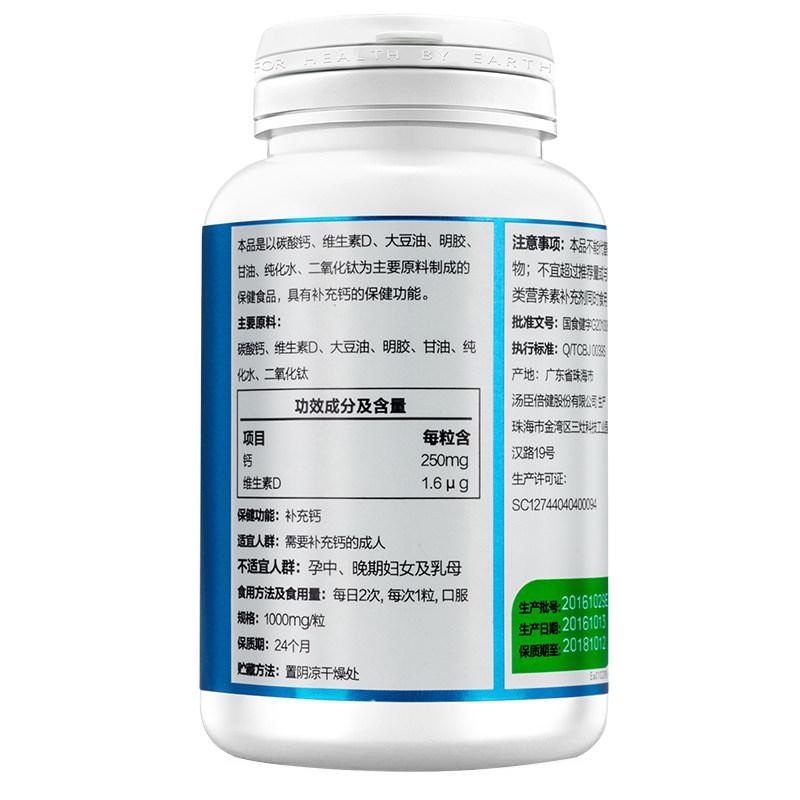 FOR HEALTH BY EARTH
本品是以碳酸钙、维生素D、大豆油、明胶、
甘油、纯化水、二氧化钛为主要原料制成的
保健食品，具有补充钙的保健功能。
主要原料：
碳酸钙、维生素D、大豆油、明胶、甘油、纯
化水、二氧化钛
功效成分及含量
项目 每粒含
钙 250mg
维生素D 1.6μg
保健功能：补充钙
适宜人群：需要补充钙的成人
不适宜人群：孕中、晚期妇女及乳母
食用方法及食用量：每日2次，每次1粒，口服
规格：1000mg/粒
保质期：24个月
贮藏方法：置阴凉干燥处
注意事项：本品不能代
物；不宜超过推荐量或与
类营养素补充剂同时食用
批准文号：国食健字G2010
执行标准：Q/TCBJ 0039S
产地：广东省珠海市
汤臣倍健股份有限公司 生产
珠海市金湾区三灶科技工业
汉路19号
生产许可证：
SC12744040400094
生产批号：20161029E
生产日期：20161013
保质期至：20181012